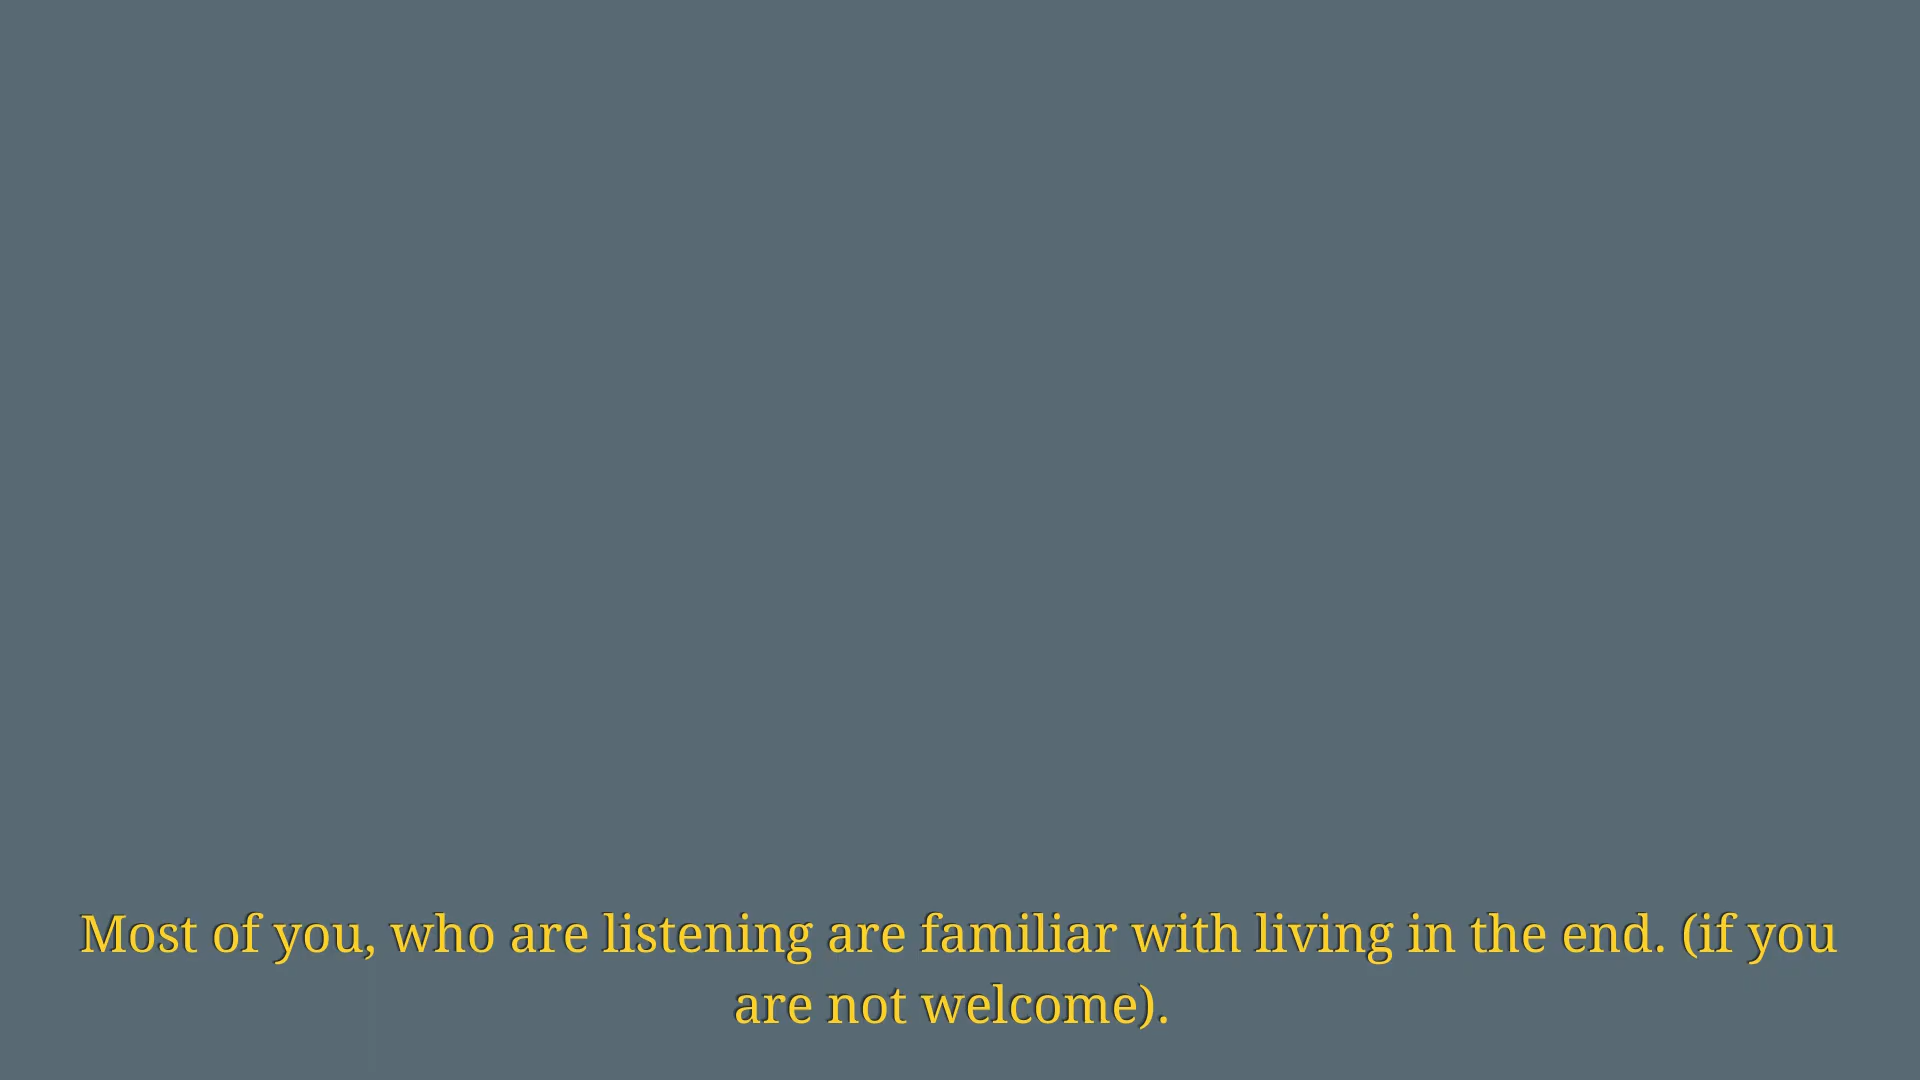 Most of you, who are listening are familiar with living in the end. (if you
are not welcome).